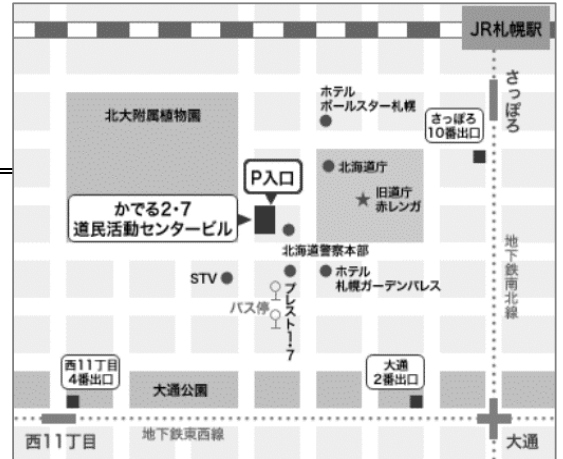 JR札幌駅
さっぽろ
ホテル
ポールスター札幌
さっぽろ
10番出口
北大附属植物園
北海道庁
P入口
旧道庁
赤レンガ
かでる2・7
道民活動センタービル
北海道警察本部
地下鉄南北線
STV
ホテル
札幌ガーデンパレス
バス停
プレスト1・7
西11丁目
4番出口
大通
2番出口
大通公園
西11丁目
地下鉄東西線
大通